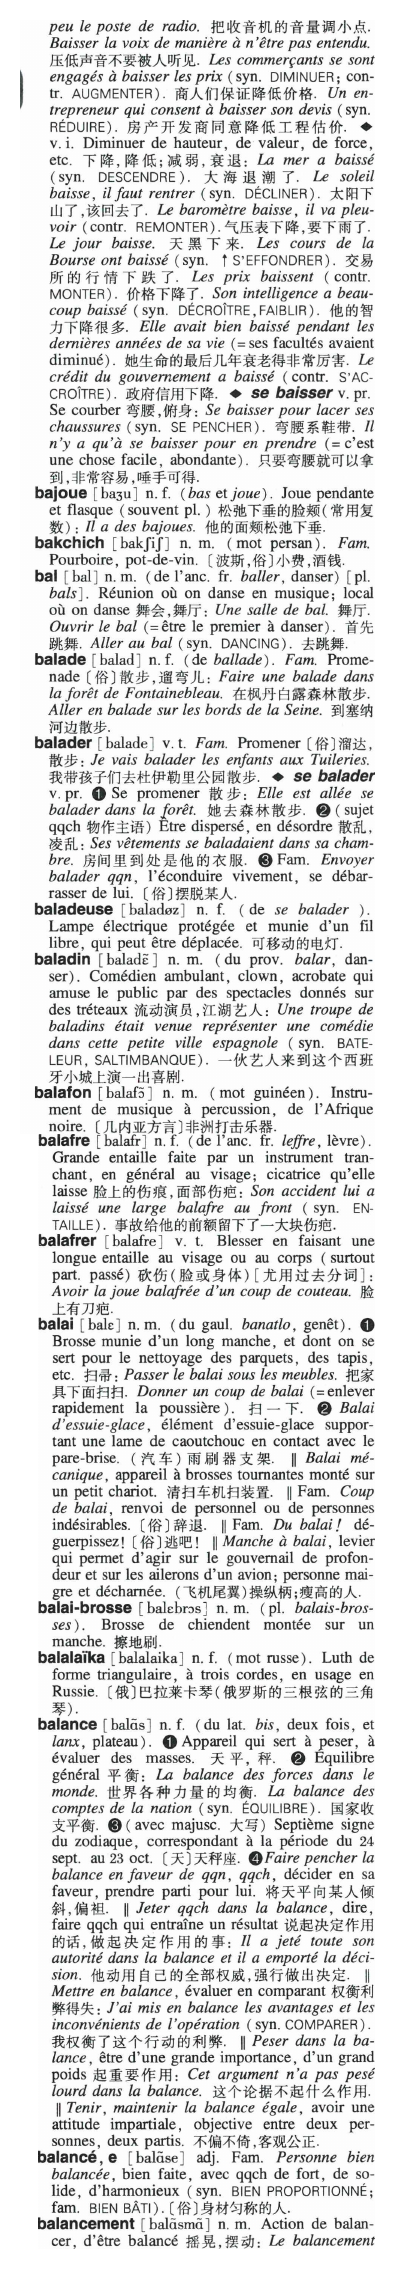 peu le poste de radio. 把收音机的音量调小点.
Baisser la voix de manière à n'être pas entendu.
压低声音不要被人听见. Les commerçants se sont
engagés à baisser les prix (syn. DIMINUER; con-
tr. AUGMENTER). 商人们保证降低价格. Un en-
trepreneur qui consent à baisser son devis (syn.
RÉDUIRE). 房产开发商同意降低工程估价. ◆
v. i. Diminuer de hauteur, de valeur, de force,
etc. 下降,降低;减弱,衰退: La mer a baissé
(syn. DESCENDRE). 大海退潮了. Le soleil
baisse, il faut rentrer (syn. DÉCLINER). 太阳下
山了,该回去了. Le baromètre baisse, il va pleu-
voir (contr. REMONTER).气压表下降,要下雨了.
Le jour baisse. 天黑下来. Les cours de la
Bourse ont baissé (syn. ↑S'EFFONDRER). 交易
所的行情下跌了. Les prix baissent (contr.
MONTER). 价格下降了. Son intelligence a beau-
coup baissé (syn. DÉCROÎTRE,FAIBLIR). 他的智
力下降很多. Elle avait bien baissé pendant les
dernières années de sa vie (= ses facultés avaient
diminué). 她生命的最后几年衰老得非常厉害. Le
crédit du gouvernement a baissé (contr. S'AC-
CROÎTRE). 政府信用下降. ◆ se baisser v. pr.
Se courber 弯腰,俯身: Se baisser pour lacer ses
chaussures (syn. SE PENCHER). 弯腰系鞋带. Il
n'y a qu'à se baisser pour en prendre (= c'est
une chose facile, abondante). 只要弯腰就可以拿
到,非常容易,唾手可得.
bajoue [baʒu] n. f. (bas et joue). Joue pendante
et flasque (souvent pl.) 松弛下垂的脸颊(常用复
数): Il a des bajoues. 他的面颊松弛下垂.
bakchich [bakʃiʃ] n. m. (mot persan). Fam.
Pourboire, pot-de-vin. 〔波斯,俗〕小费,酒钱.
bal [bal] n. m. (de l'anc. fr. baller, danser) [pl.
bals]. Réunion où on danse en musique; local
où on danse 舞会,舞厅: Une salle de bal. 舞厅.
Ouvrir le bal (= être le premier à danser). 首先
跳舞. Aller au bal (syn. DANCING). 去跳舞.
balade [balad] n. f. (de ballade). Fam. Prome-
nade〔俗〕散步,遛弯儿: Faire une balade dans
la forêt de Fontainebleau. 在枫丹白露森林散步.
Aller en balade sur les bords de la Seine. 到塞纳
河边散步.
balader [balade] v. t. Fam. Promener〔俗〕溜达,
散步: Je vais balader les enfants aux Tuileries.
我带孩子们去杜伊勒里公园散步. ◆ se balader
v. pr. ❶ Se promener 散步: Elle est allée se
balader dans la forêt. 她去森林散步. ❷ (sujet
qqch 物作主语) Être dispersé, en désordre 散乱,
凌乱: Ses vêtements se baladaient dans sa cham-
bre. 房间里到处是他的衣服. ❸ Fam. Envoyer
balader qqn, l'éconduire vivement, se débar-
rasser de lui. 〔俗〕摆脱某人.
baladeuse [baladøz] n. f. (de se balader ).
Lampe électrique protégée et munie d'un fil
libre, qui peut être déplacée. 可移动的电灯.
baladin [baladɛ̃] n. m. (du prov. balar, dan-
ser). Comédien ambulant, clown, acrobate qui
amuse le public par des spectacles donnés sur
des tréteaux 流动演员,江湖艺人: Une troupe de
baladins était venue représenter une comédie
dans cette petite ville espagnole (syn. BATE-
LEUR, SALTIMBANQUE). 一伙艺人来到这个西班
牙小城上演一出喜剧.
balafon [balafɔ̃] n. m. (mot guinéen). Instru-
ment de musique à percussion, de l'Afrique
noire. 〔几内亚方言〕非洲打击乐器.
balafre [balafr] n. f. (de l'anc. fr. leffre, lèvre).
Grande entaille faite par un instrument tran-
chant, en général au visage; cicatrice qu'elle
laisse 脸上的伤痕,面部伤疤: Son accident lui a
laissé une large balafre au front (syn. EN-
TAILLE). 事故给他的前额留下了一大块伤疤.
balafrer [balafre] v. t. Blesser en faisant une
longue entaille au visage ou au corps (surtout
part. passé) 砍伤(脸或身体)[尤用过去分词]:
Avoir la joue balafrée d'un coup de couteau. 脸
上有刀疤.
balai [balɛ] n. m. (du gaul. banatlo, genêt). ❶
Brosse munie d'un long manche, et dont on se
sert pour le nettoyage des parquets, des tapis,
etc. 扫帚: Passer le balai sous les meubles. 把家
具下面扫扫. Donner un coup de balai (= enlever
rapidement la poussière). 扫一下. ❷ Balai
d'essuie-glace, élément d'essuie-glace suppor-
tant une lame de caoutchouc en contact avec le
pare-brise. (汽车)雨刷器支架. ‖ Balai mé-
canique, appareil à brosses tournantes monté sur
un petit chariot. 清扫车机扫装置. ‖ Fam. Coup
de balai, renvoi de personnel ou de personnes
indésirables. 〔俗〕辞退. ‖ Fam. Du balai! dé-
guerpissez!〔俗〕逃吧! ‖ Manche à balai, levier
qui permet d'agir sur le gouvernail de profon-
deur et sur les ailerons d'un avion; personne mai-
gre et décharnée. (飞机尾翼)操纵柄;瘦高的人.
balai-brosse [balɛbrɔs] n. m. (pl. balais-bros-
ses). Brosse de chiendent montée sur un
manche. 擦地刷.
balalaïka [balalaika] n. f. (mot russe). Luth de
forme triangulaire, à trois cordes, en usage en
Russie. 〔俄〕巴拉莱卡琴(俄罗斯的三根弦的三角
琴).
balance [balɑ̃s] n. f. (du lat. bis, deux fois, et
lanx, plateau). ❶ Appareil qui sert à peser, à
évaluer des masses. 天平,秤. ❷ Équilibre
général 平衡: La balance des forces dans le
monde. 世界各种力量的均衡. La balance des
comptes de la nation (syn. ÉQUILIBRE). 国家收
支平衡. ❸ (avec majusc. 大写) Septième signe
du zodiaque, correspondant à la période du 24
sept. au 23 oct. 〔天〕天秤座. ❹Faire pencher la
balance en faveur de qqn, qqch, décider en sa
faveur, prendre parti pour lui. 将天平向某人倾
斜,偏袒. ‖ Jeter qqch dans la balance, dire,
faire qqch qui entraîne un résultat 说起决定作用
的话,做起决定作用的事: Il a jeté toute son
autorité dans la balance et il a emporté la déci-
sion. 他动用自己的全部权威,强行做出决定. ‖
Mettre en balance, évaluer en comparant 权衡利
弊得失: J'ai mis en balance les avantages et les
inconvénients de l'opération (syn. COMPARER).
我权衡了这个行动的利弊. ‖ Peser dans la ba-
lance, être d'une grande importance, d'un grand
poids 起重要作用: Cet argument n'a pas pesé
lourd dans la balance. 这个论据不起什么作用.
‖ Tenir, maintenir la balance égale, avoir une
attitude impartiale, objective entre deux per-
sonnes, deux partis. 不偏不倚,客观公正.
balancé, e [balɑ̃se] adj. Fam. Personne bien
balancée, bien faite, avec qqch de fort, de so-
lide, d'harmonieux (syn. BIEN PROPORTIONNÉ;
fam. BIEN BÂTI).〔俗〕身材匀称的人.
balancement [balɑ̃smɑ̃] n. m. Action de balan-
cer, d'être balancé 摇晃,摆动: Le balancement